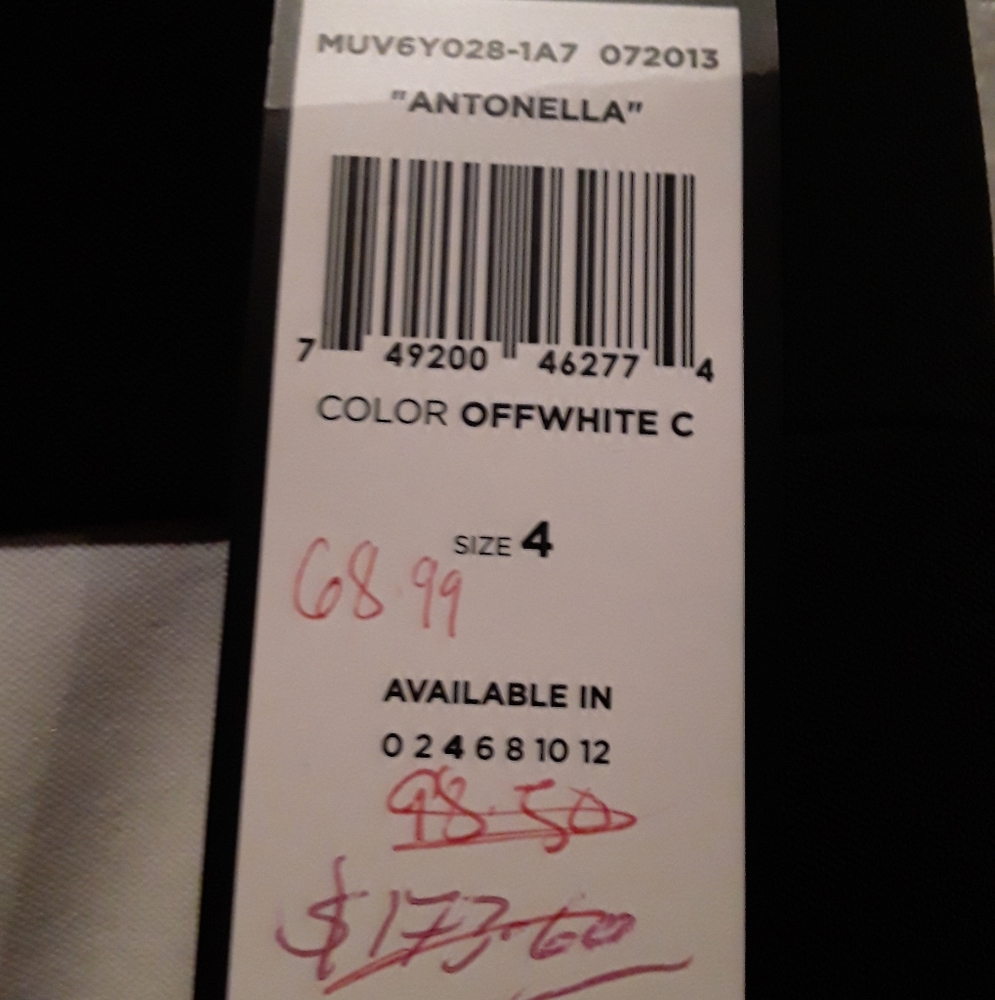 MUV6Y028-1A7 072013
"ANTONELLA"
7 49200 46277 4
COLOR OFFWHITE C
SIZE 4
68.99
AVAILABLE IN
0 2 4 6 8 10 12
98.50
$173.60